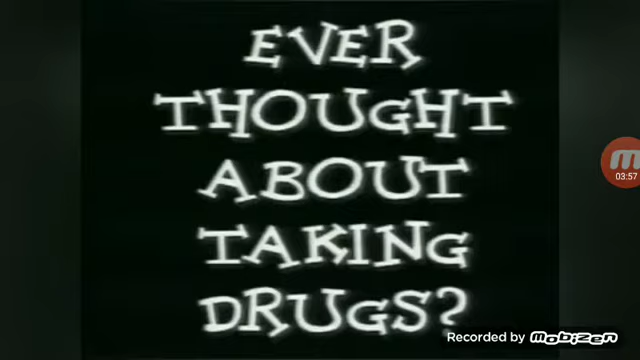 EVER
THOUGHT
ABOUT
TAKING
DRUGS?
03:57
Recorded by mobizen